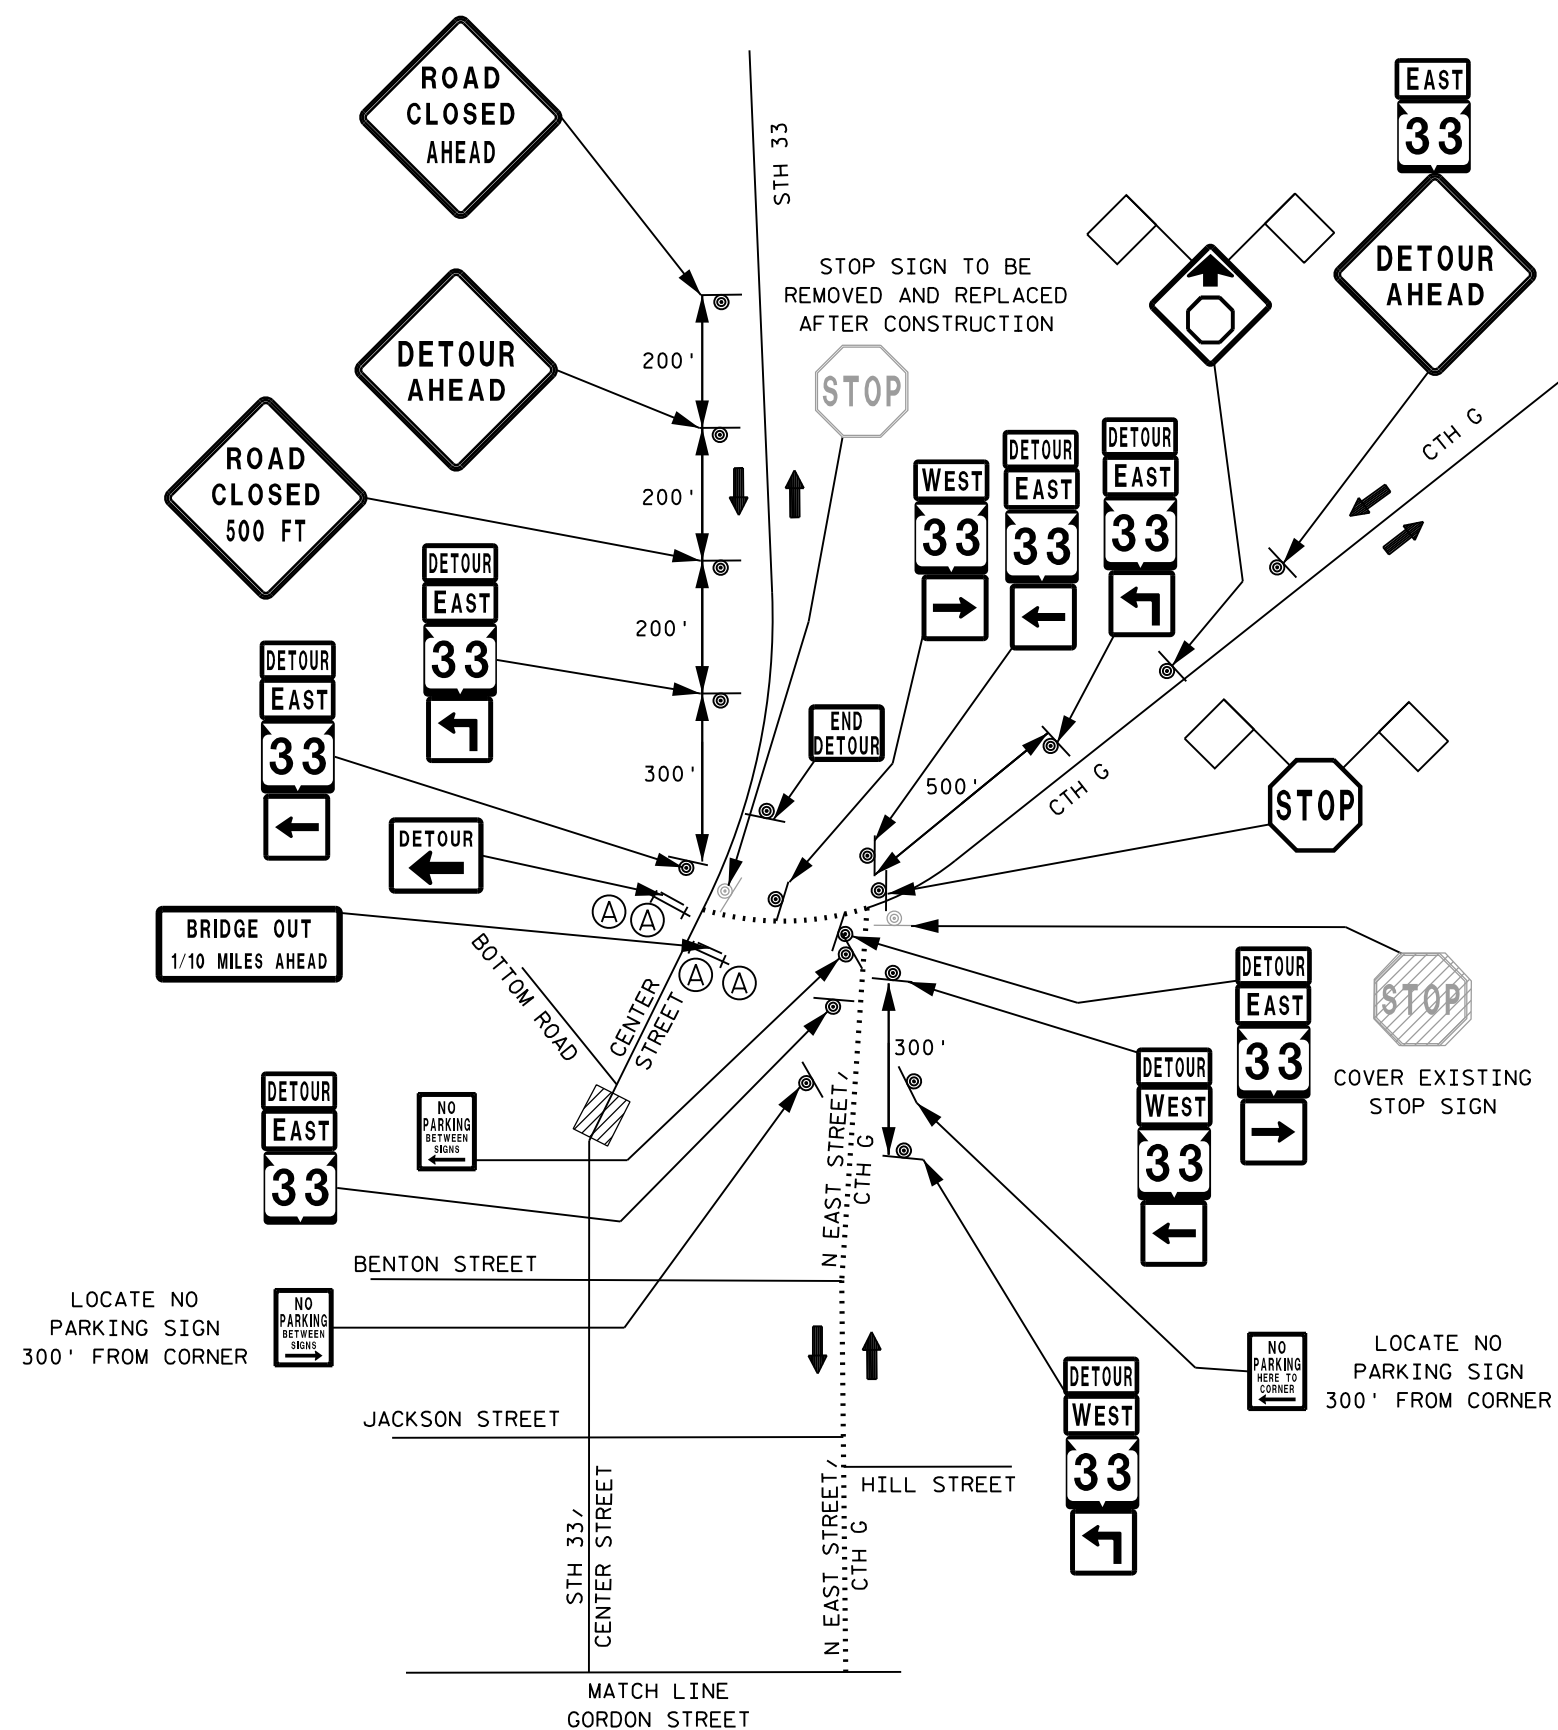 ROAD
CLOSED
AHEAD
STH 33
EAST
33
DETOUR
AHEAD
STOP SIGN TO BE
REMOVED AND REPLACED
AFTER CONSTRUCTION
STOP
200'
DETOUR
AHEAD
200'
ROAD
CLOSED
500 FT
200'
CTH G
WEST
33
DETOUR
EAST
33
DETOUR
EAST
33
DETOUR
EAST
33
DETOUR
EAST
33
300'
END
DETOUR
500'
CTH G
STOP
DETOUR
BRIDGE OUT
1/10 MILES AHEAD
A
A
A
A
BOTTOM ROAD
CENTER
STREET
DETOUR
EAST
33
STOP
COVER EXISTING
STOP SIGN
300'
DETOUR
WEST
33
DETOUR
EAST
33
NO
PARKING
BETWEEN
SIGNS
N EAST STREET/
CTH G
BENTON STREET
LOCATE NO
PARKING SIGN
300' FROM CORNER
NO
PARKING
BETWEEN
SIGNS
NO
PARKING
HERE TO
CORNER
LOCATE NO
PARKING SIGN
300' FROM CORNER
DETOUR
WEST
33
JACKSON STREET
HILL STREET
STH 33/
CENTER STREET
N EAST STREET/
CTH G
MATCH LINE
GORDON STREET